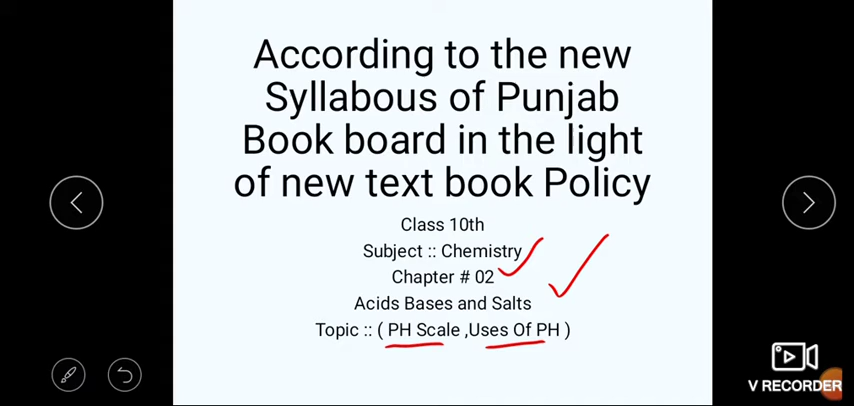 According to the new
Syllabous of Punjab
Book board in the light
of new text book Policy
Class 10th
Subject :: Chemistry
Chapter # 02
Acids Bases and Salts
Topic :: ( PH Scale ,Uses Of PH )
V RECORDER